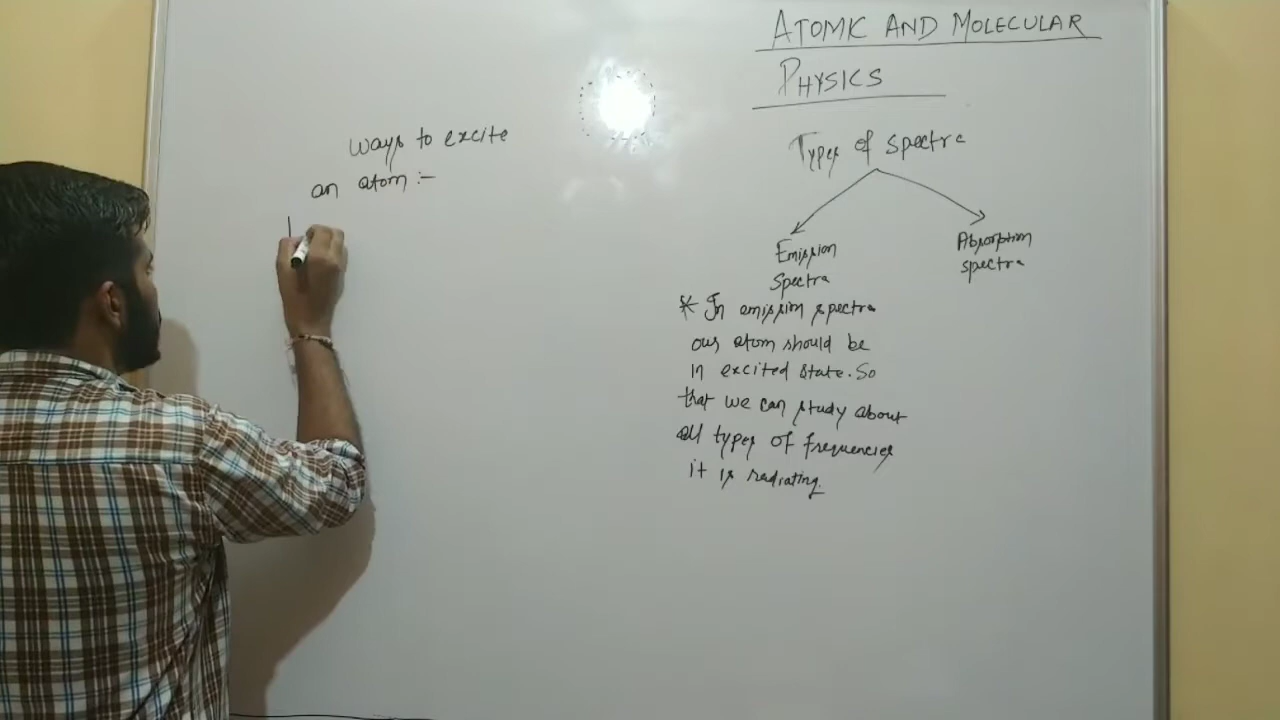 ATOMIC AND MOLECULAR
PHYSICS
Types of spectra
Emission
Spectra
Absorption
spectra
* In emission spectra
our atom should be
in excited state. So
that we can study about
all types of frequencies
it is radiating.
Ways to excite
an atom :-